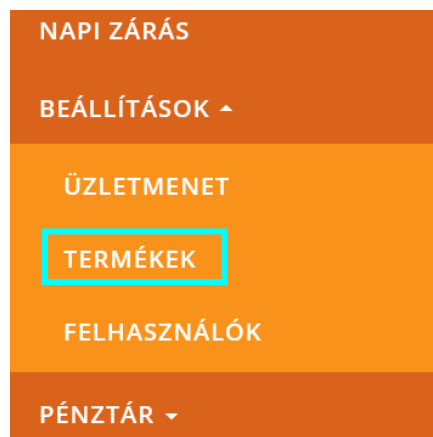 NAPI ZÁRÁS
BEÁLLÍTÁSOK
ÜZLETMENET
TERMÉKEK
FELHASZNÁLÓK
PÉNZTÁR